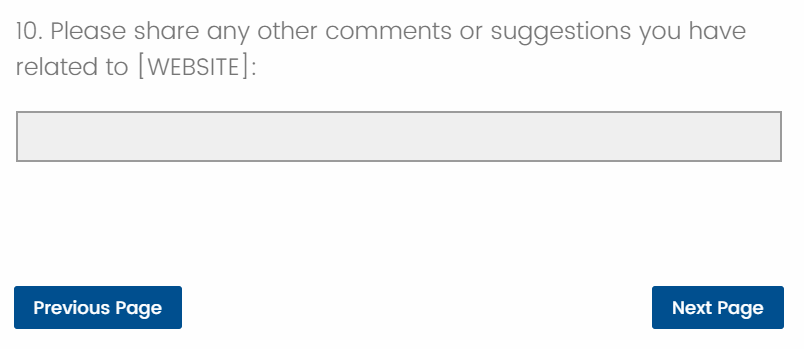 10. Please share any other comments or suggestions you have
related to [WEBSITE]:
Previous Page
Next Page